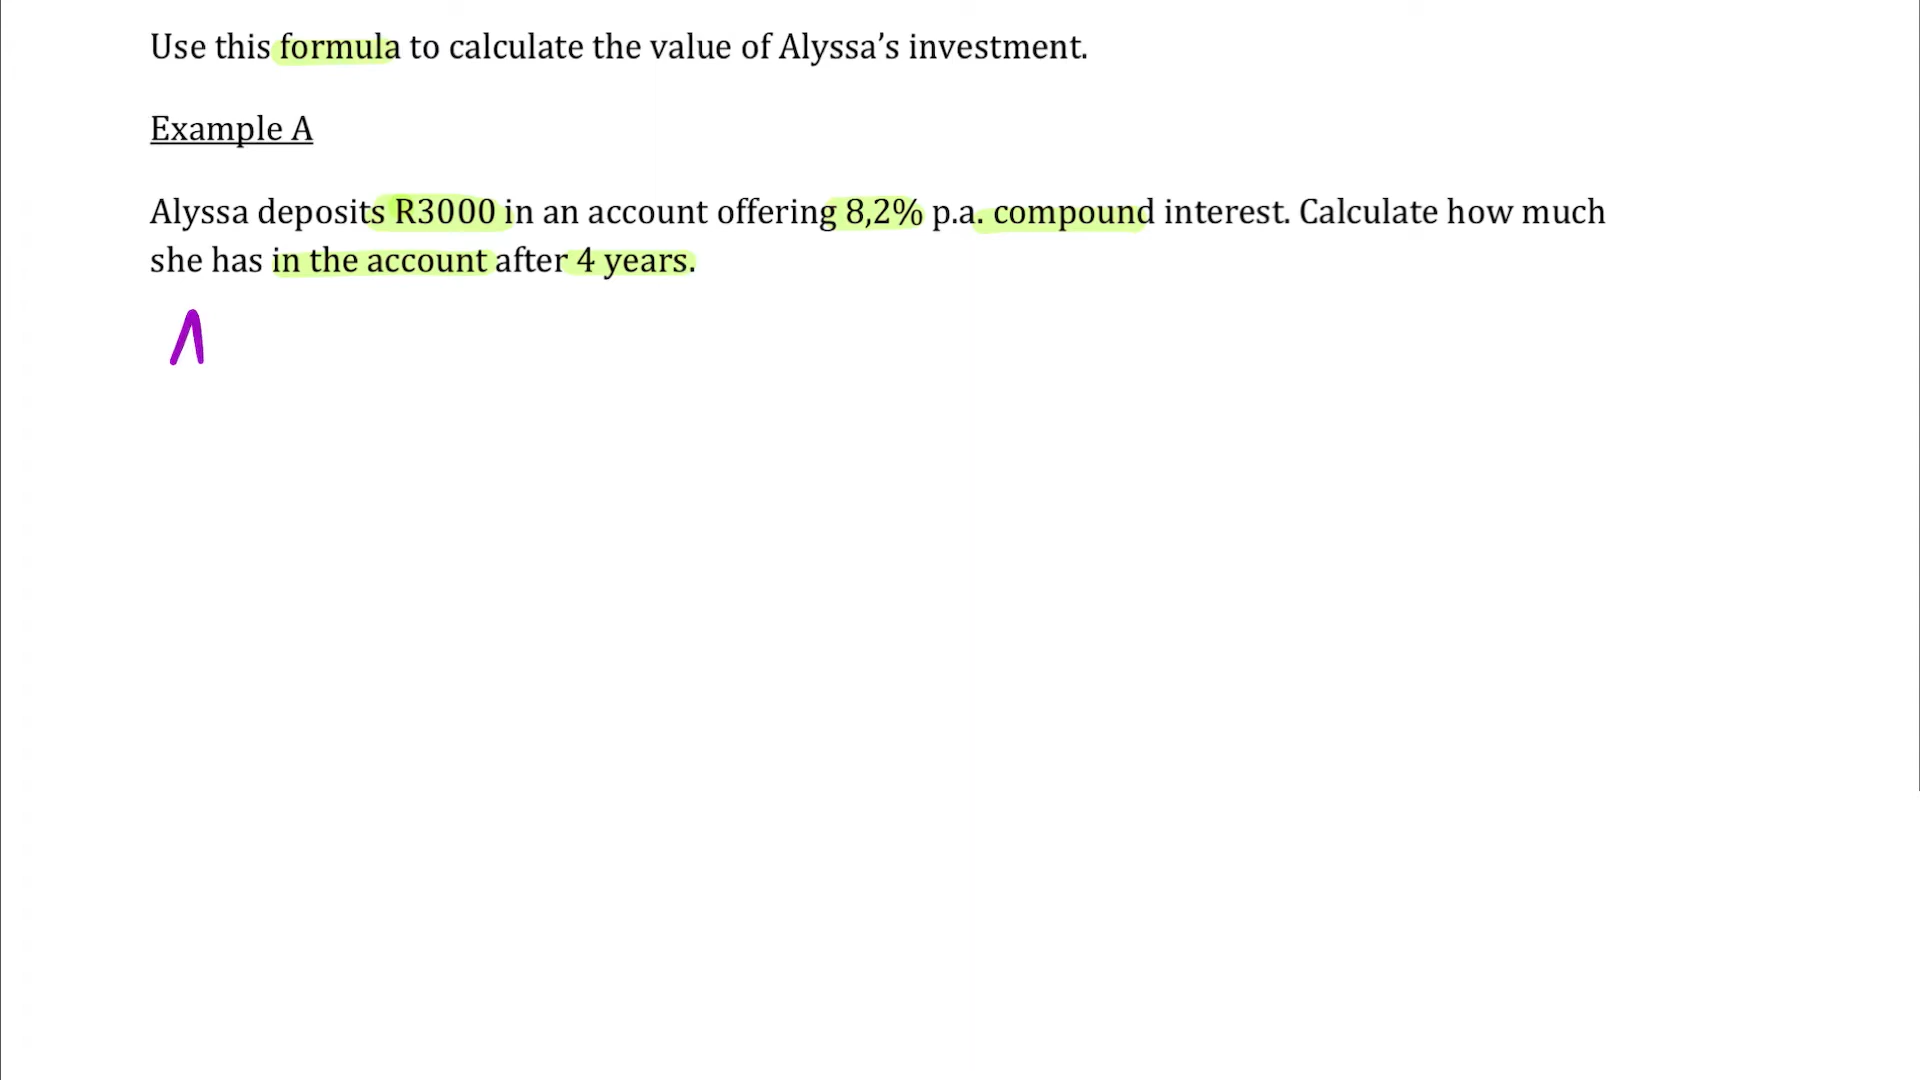 Use this formula to calculate the value of Alyssa’s investment.
Example A
Alyssa deposits R3000 in an account offering 8,2% p.a. compound interest. Calculate how much
she has in the account after 4 years.